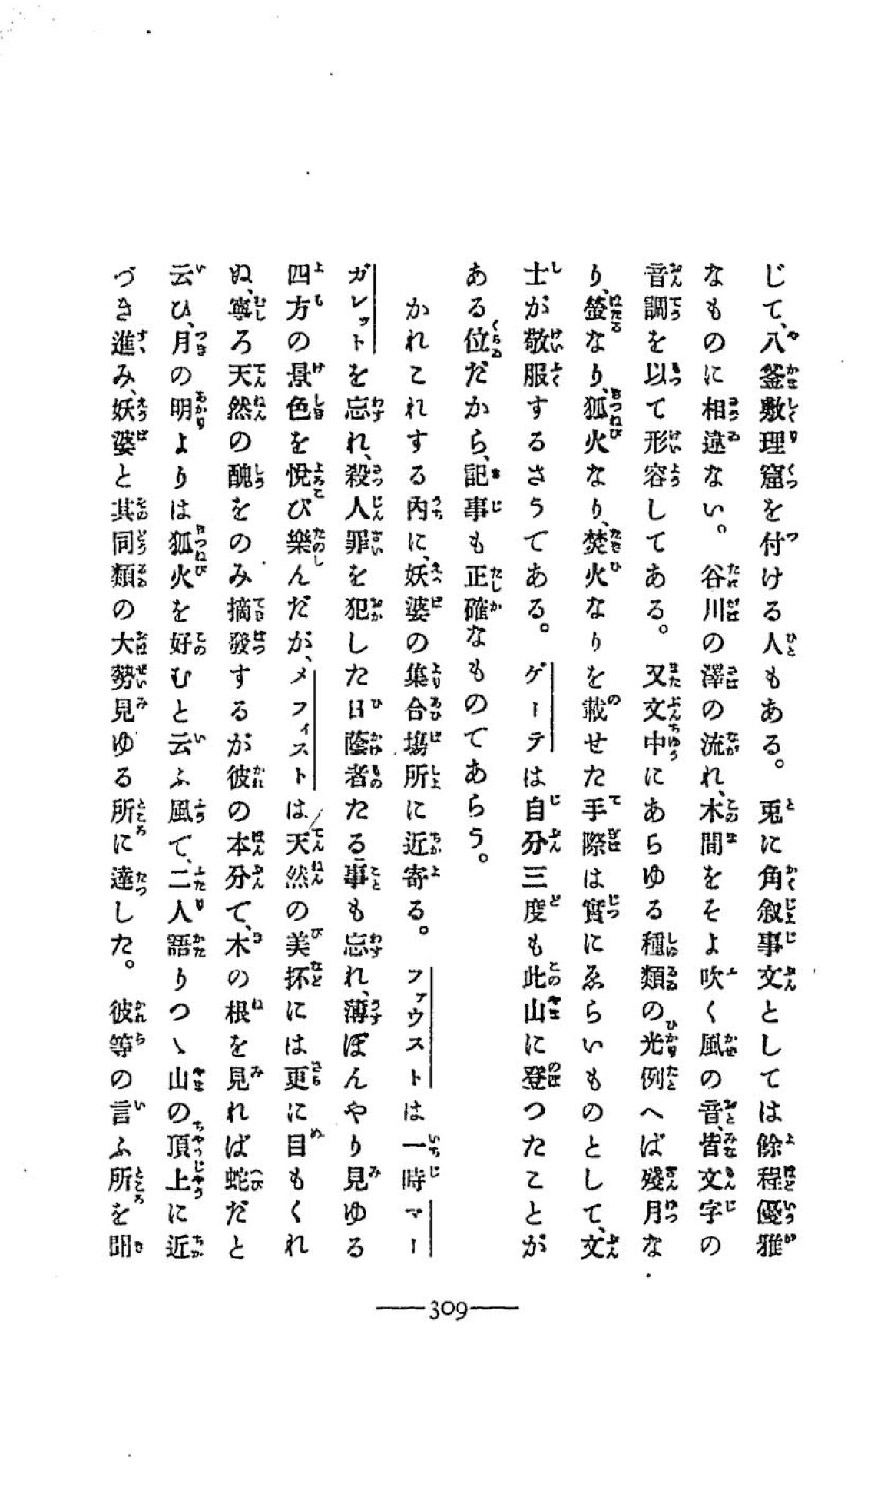 じて、八釜敷理窟を付ける人もある。兎に角叙事文としては餘程優雅
なものに相違ない。谷川の澤の流れ、木間をそよ吹く風の音、皆文字の
音調を以て形容してある。又文中にあらゆる種類の光例へば殘月な
り、螢なり、狐火なり、焚火なりを載せた手際は實にゑらいものとして、文
士が敬服するさうである。ゲーテは自分三度も此山に登つたことが
ある位だから、記事も正確なものであらう。
かれこれする內に、妖婆の集合塲所に近寄る。ファウストは一時マー
ガレットを忘れ、殺人罪を犯した日蔭者たる事も忘れ、薄ぼんやり見ゆる
四方の景色を悅び樂んだが、メフィストは天然の美抔には更に目もくれ
ぬ、寧ろ天然の醜をのみ摘發するが彼の本分で、木の根を見れば蛇だと
云ひ、月の明よりは狐火を好むと云ふ風で、二人語りつゝ山の頂上に近
づき進み、妖婆と其同類の大勢見ゆる所に達した。彼等の言ふ所を聞
309